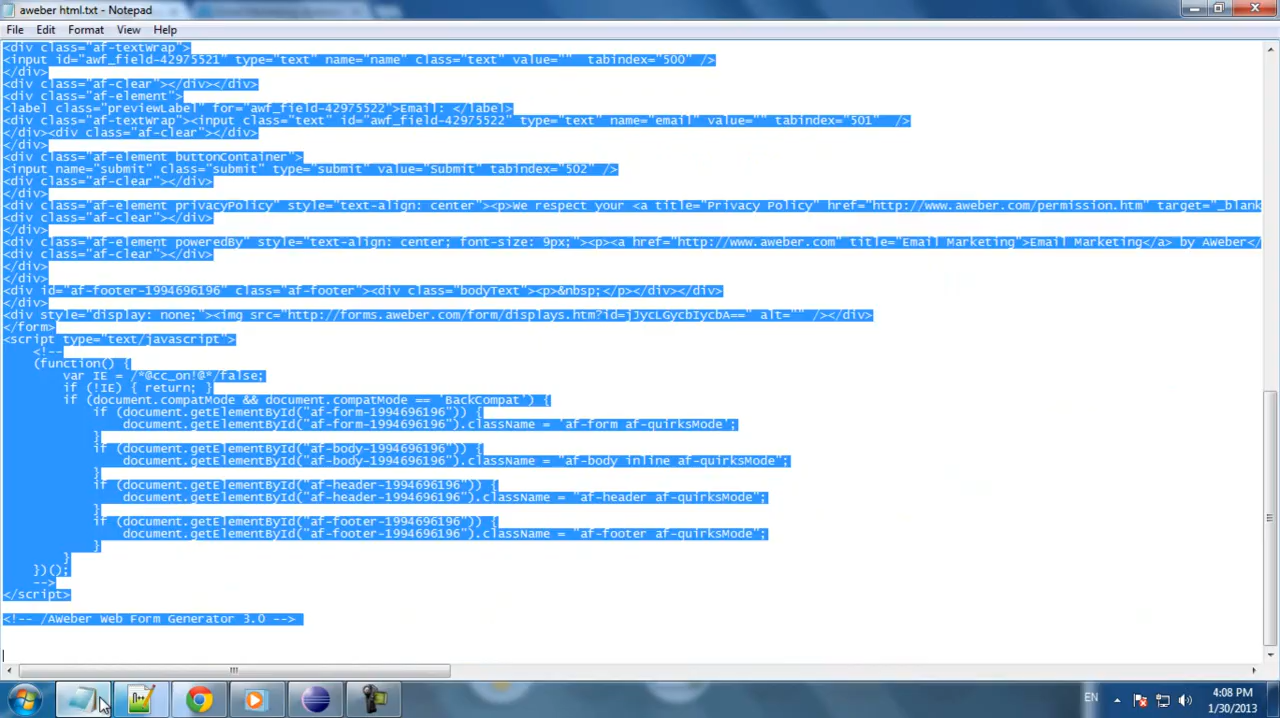 aweber html.txt - Notepad
File Edit Format View Help
<div class="af-textWrap">
<input id="awf_field-42975521" type="text" name="name" class="text" value=""  tabindex="500" />
</div>
<div class="af-clear"></div></div>
<div class="af-element">
<label class="previewLabel" for="awf_field-42975522">Email: </label>
<div class="af-textWrap"><input class="text" id="awf_field-42975522" type="text" name="email" value="" tabindex="501"  />
</div><div class="af-clear"></div>
</div>
<div class="af-element buttonContainer">
<input name="submit" class="submit" type="submit" value="Submit" tabindex="502" />
<div class="af-clear"></div>
</div>
<div class="af-element privacyPolicy" style="text-align: center"><p>We respect your <a title="Privacy Policy" href="http://www.aweber.com/permission.htm" target="_blank
<div class="af-clear"></div>
</div>
<div class="af-element poweredBy" style="text-align: center; font-size: 9px;"><p><a href="http://www.aweber.com" title="Email Marketing">Email Marketing</a> by AWeber</
<div class="af-clear"></div>
</div>
</div>
<div id="af-footer-1994696196" class="af-footer"><div class="bodyText"><p>&nbsp;</p></div></div>
</div>
<div style="display: none;"><img src="http://forms.aweber.com/form/displays.htm?id=jJycLGycbIycbA==" alt="" /></div>
</form>
<script type="text/javascript">
    <!--
    (function() {
        var IE = /*@cc_on!@*/false;
        if (!IE) { return; }
        if (document.compatMode && document.compatMode == 'BackCompat') {
            if (document.getElementById("af-form-1994696196")) {
                document.getElementById("af-form-1994696196").className = 'af-form af-quirksMode';
            }
            if (document.getElementById("af-body-1994696196")) {
                document.getElementById("af-body-1994696196").className = "af-body inline af-quirksMode";
            }
            if (document.getElementById("af-header-1994696196")) {
                document.getElementById("af-header-1994696196").className = "af-header af-quirksMode";
            }
            if (document.getElementById("af-footer-1994696196")) {
                document.getElementById("af-footer-1994696196").className = "af-footer af-quirksMode";
            }
        }
    })();
    -->
</script>
<!-- /AWeber Web Form Generator 3.0 -->
EN
4:08 PM
1/30/2013